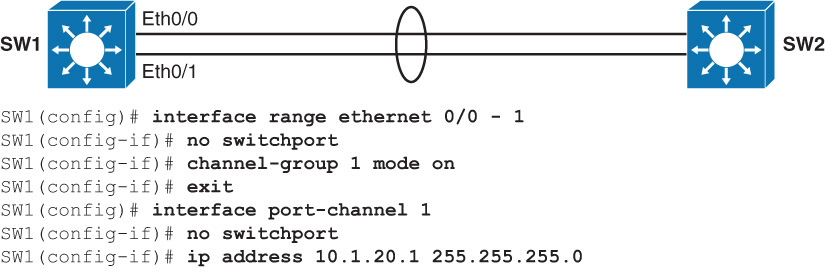 Eth0/0
SW1
SW2
Eth0/1
SW1(config)# interface range ethernet 0/0 - 1
SW1(config-if)# no switchport
SW1(config-if)# channel-group 1 mode on
SW1(config-if)# exit
SW1(config)# interface port-channel 1
SW1(config-if)# no switchport
SW1(config-if)# ip address 10.1.20.1 255.255.255.0